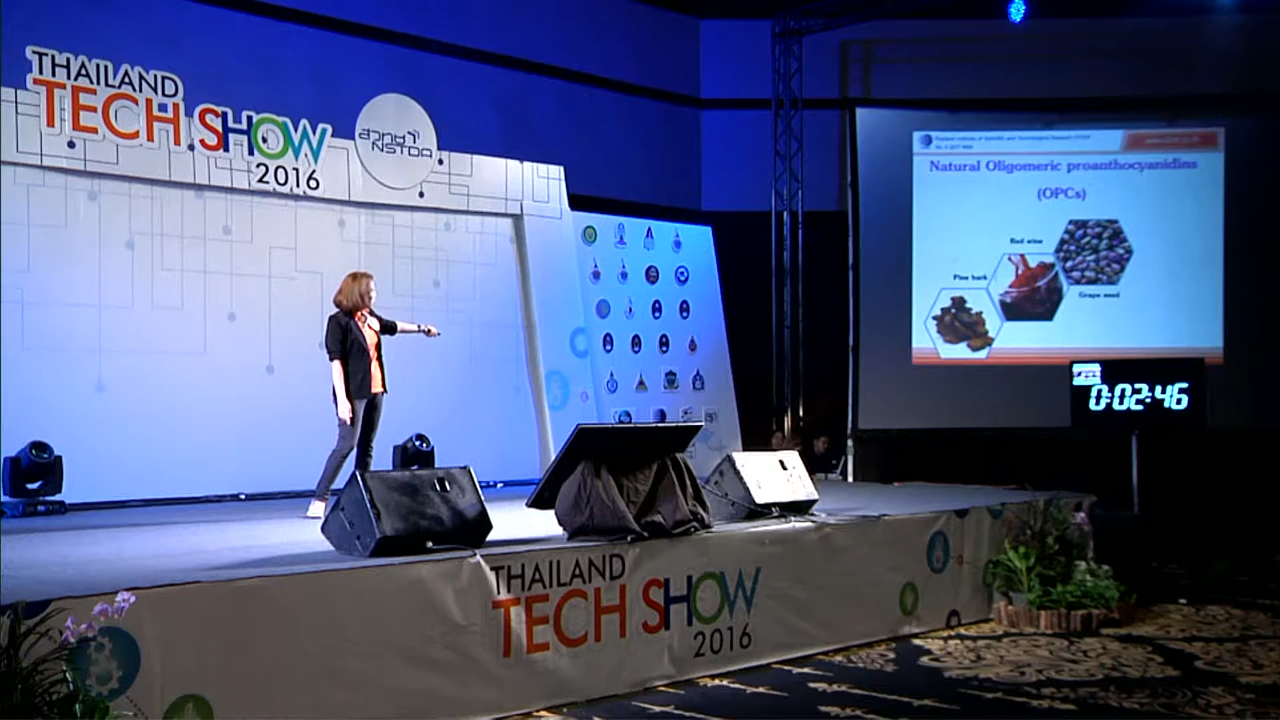 THAILAND
TECH SHOW
2016
สวทช
NSTDA
Natural Oligomeric proanthocyanidins
(OPCs)
Red wine
Pine bark
Grape seed
0:02:46
THAILAND
TECH SHOW
2016